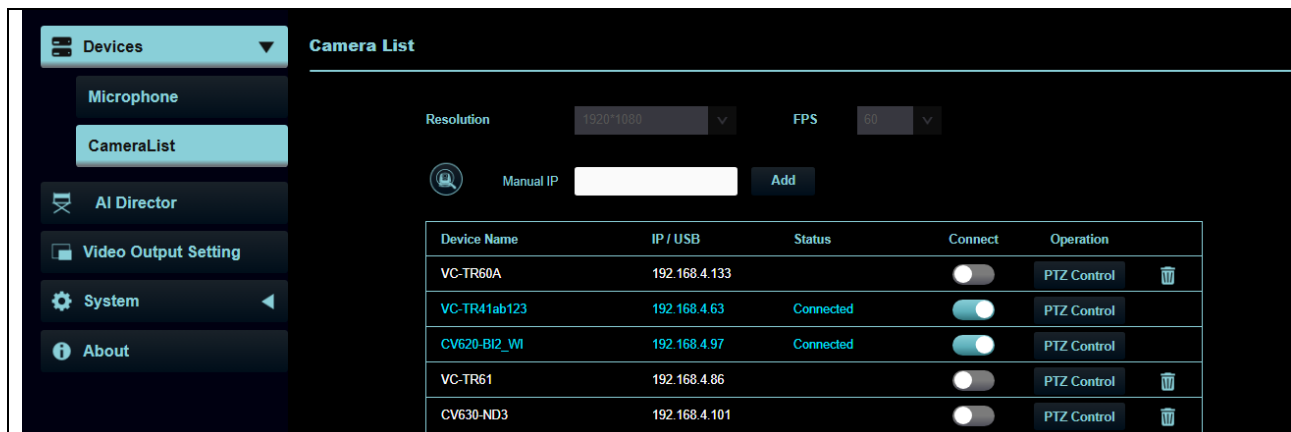 Devices
Camera List
Microphone
Resolution 1920*1080 FPS 60
CameraList
Manual IP Add
AI Director
Device Name IP / USB Status Connect Operation
Video Output Setting
VC-TR60A 192.168.4.133 PTZ Control
System
VC-TR41ab123 192.168.4.63 Connected PTZ Control
CV620-BI2_WI 192.168.4.97 Connected PTZ Control
About
VC-TR61 192.168.4.86 PTZ Control
CV630-ND3 192.168.4.101 PTZ Control